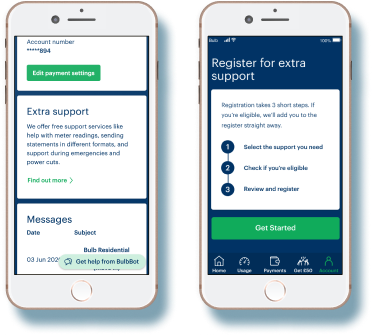 Account number
*****894
Edit payment settings
Extra support
We offer free support services like
help with meter readings, sending
statements in different formats, and
support during emergencies and
power cuts.
Find out more >
Messages
Date Subject
Bulb Residential
03 Jun 202
Get help from BulbBot
Bulb 100%
Register for extra
support
Registration takes 3 short steps. If
you're eligible, we'll add you to the
register straight away.
1 Select the support you need
2 Check if you're eligible
3 Review and register
Get Started
Home Usage Payments Get €50 Account